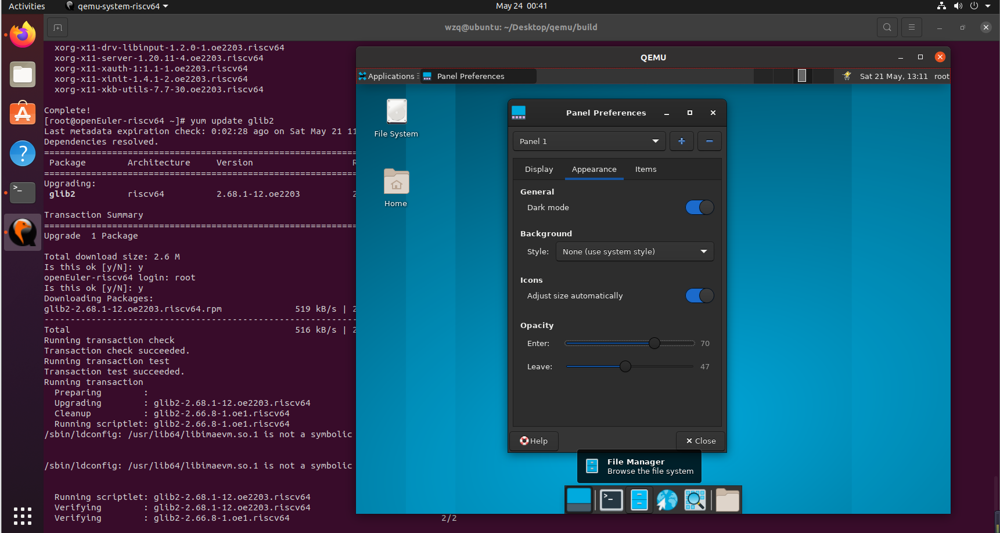 Activities
qemu-system-riscv64
May 24 00:41
wzq@ubuntu: ~/Desktop/qemu/build
xorg-x11-drv-libinput-1.2.0-1.oe2203.riscv64
xorg-x11-server-1.20.11-4.oe2203.riscv64
xorg-x11-xauth-1:1.1-1.oe2203.riscv64
xorg-x11-xinit-1.4.1-2.oe2203.riscv64
xorg-x11-xkb-utils-7.7-30.oe2203.riscv64
Complete!
[root@openEuler-riscv64 ~]# yum update glib2
Last metadata expiration check: 0:02:28 ago on Sat May 21 11
Dependencies resolved.
================================================================
Package Architecture Version R
================================================================
Upgrading:
glib2 riscv64 2.68.1-12.oe2203 2
Transaction Summary
================================================================
Upgrade 1 Package
Total download size: 2.6 M
Is this ok [y/N]: y
openEuler-riscv64 login: root
Is this ok [y/N]: y
Downloading Packages:
glib2-2.68.1-12.oe2203.riscv64.rpm 519 kB/s | 2
----------------------------------------------------------------
Total 516 kB/s | 2
Running transaction check
Transaction check succeeded.
Running transaction test
Transaction test succeeded.
Running transaction
Preparing :
Upgrading : glib2-2.68.1-12.oe2203.riscv64
Cleanup : glib2-2.66.8-1.oe1.riscv64
Running scriptlet: glib2-2.66.8-1.oe1.riscv64
/sbin/ldconfig: /usr/lib64/libimaevm.so.1 is not a symbolic
/sbin/ldconfig: /usr/lib64/libimaevm.so.1 is not a symbolic
Running scriptlet: glib2-2.68.1-12.oe2203.riscv64
Verifying : glib2-2.68.1-12.oe2203.riscv64
Verifying : glib2-2.66.8-1.oe1.riscv64 2/2
QEMU
Applications
Panel Preferences
Sat 21 May, 13:11
root
File System
Home
Panel Preferences
Panel 1
Display
Appearance
Items
General
Dark mode
Background
Style: None (use system style)
Icons
Adjust size automatically
Opacity
Enter: 70
Leave: 47
Help
Close
File Manager
Browse the file system